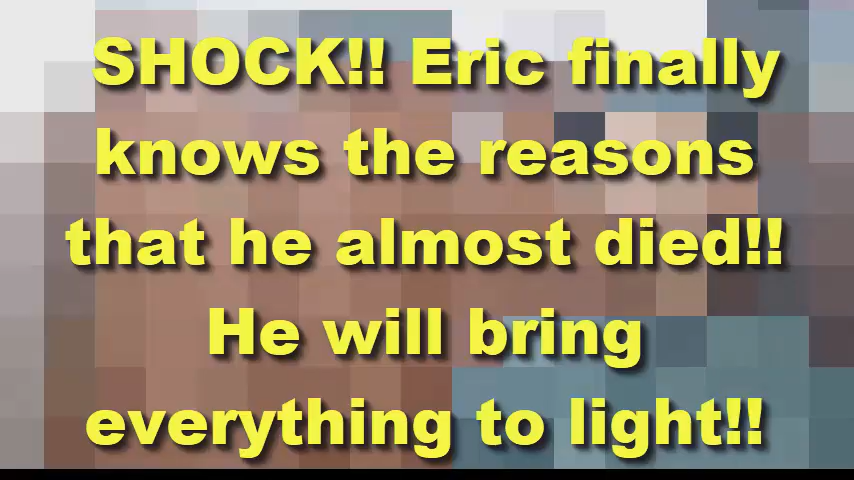 SHOCK!! Eric finally
knows the reasons
that he almost died!!
He will bring
everything to light!!